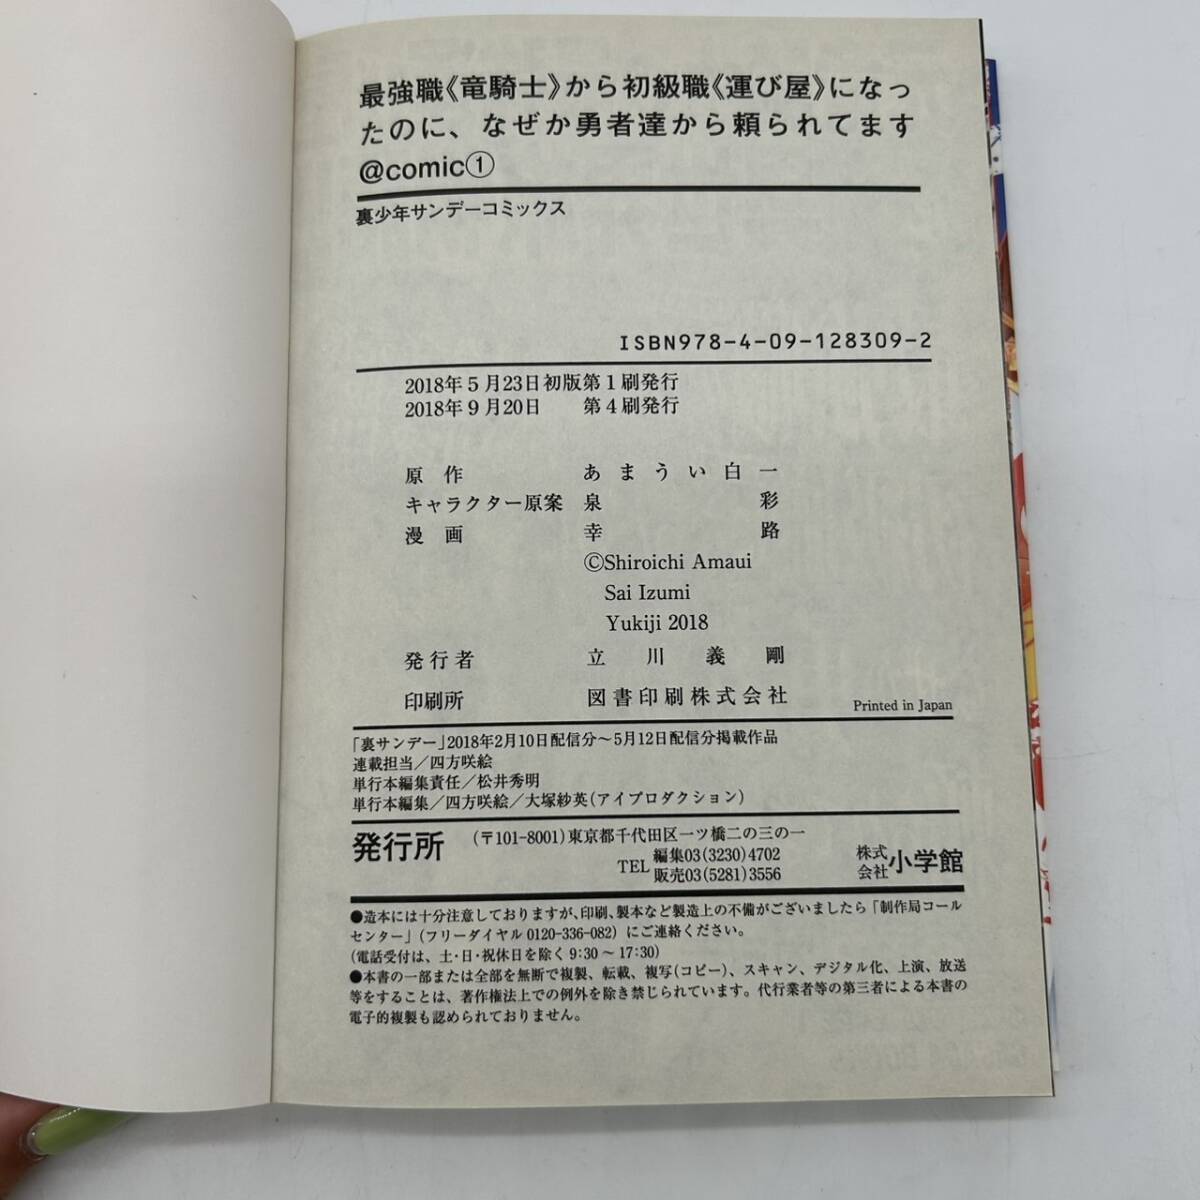 最強職《竜騎士》から初級職《運び屋》になっ
たのに、なぜか勇者達から頼られてます
@comic①
裏少年サンデーコミックス
ISBN978-4-09-128309-2
2018年5月23日初版第1刷発行
2018年9月20日　第4刷発行
原作　あまうい白一
キャラクター原案　泉彩
漫画　幸路
©Shiroichi Amaui
Sai Izumi
Yukiji 2018
発行者　立川義剛
印刷所　図書印刷株式会社
Printed in Japan
「裏サンデー」2018年2月10日配信分～5月12日配信分掲載作品
連載担当／四方咲絵
単行本編集責任／松井秀明
単行本編集／四方咲絵／大塚紗英(アイプロダクション)
発行所　(〒101-8001)東京都千代田区一ツ橋二の三の一
TEL 編集03(3230)4702
販売03(5281)3556
株式会社 小学館
●造本には十分注意しておりますが、印刷、製本など製造上の不備がございましたら「制作局コール
センター」(フリーダイヤル0120-336-082)にご連絡ください。
(電話受付は、土・日・祝休日を除く9:30～17:30)
●本書の一部または全部を無断で複製、転載、複写(コピー)、スキャン、デジタル化、上演、放送
等をすることは、著作権法上での例外を除き禁じられています。代行業者等の第三者による本書の
電子的複製も認められておりません。